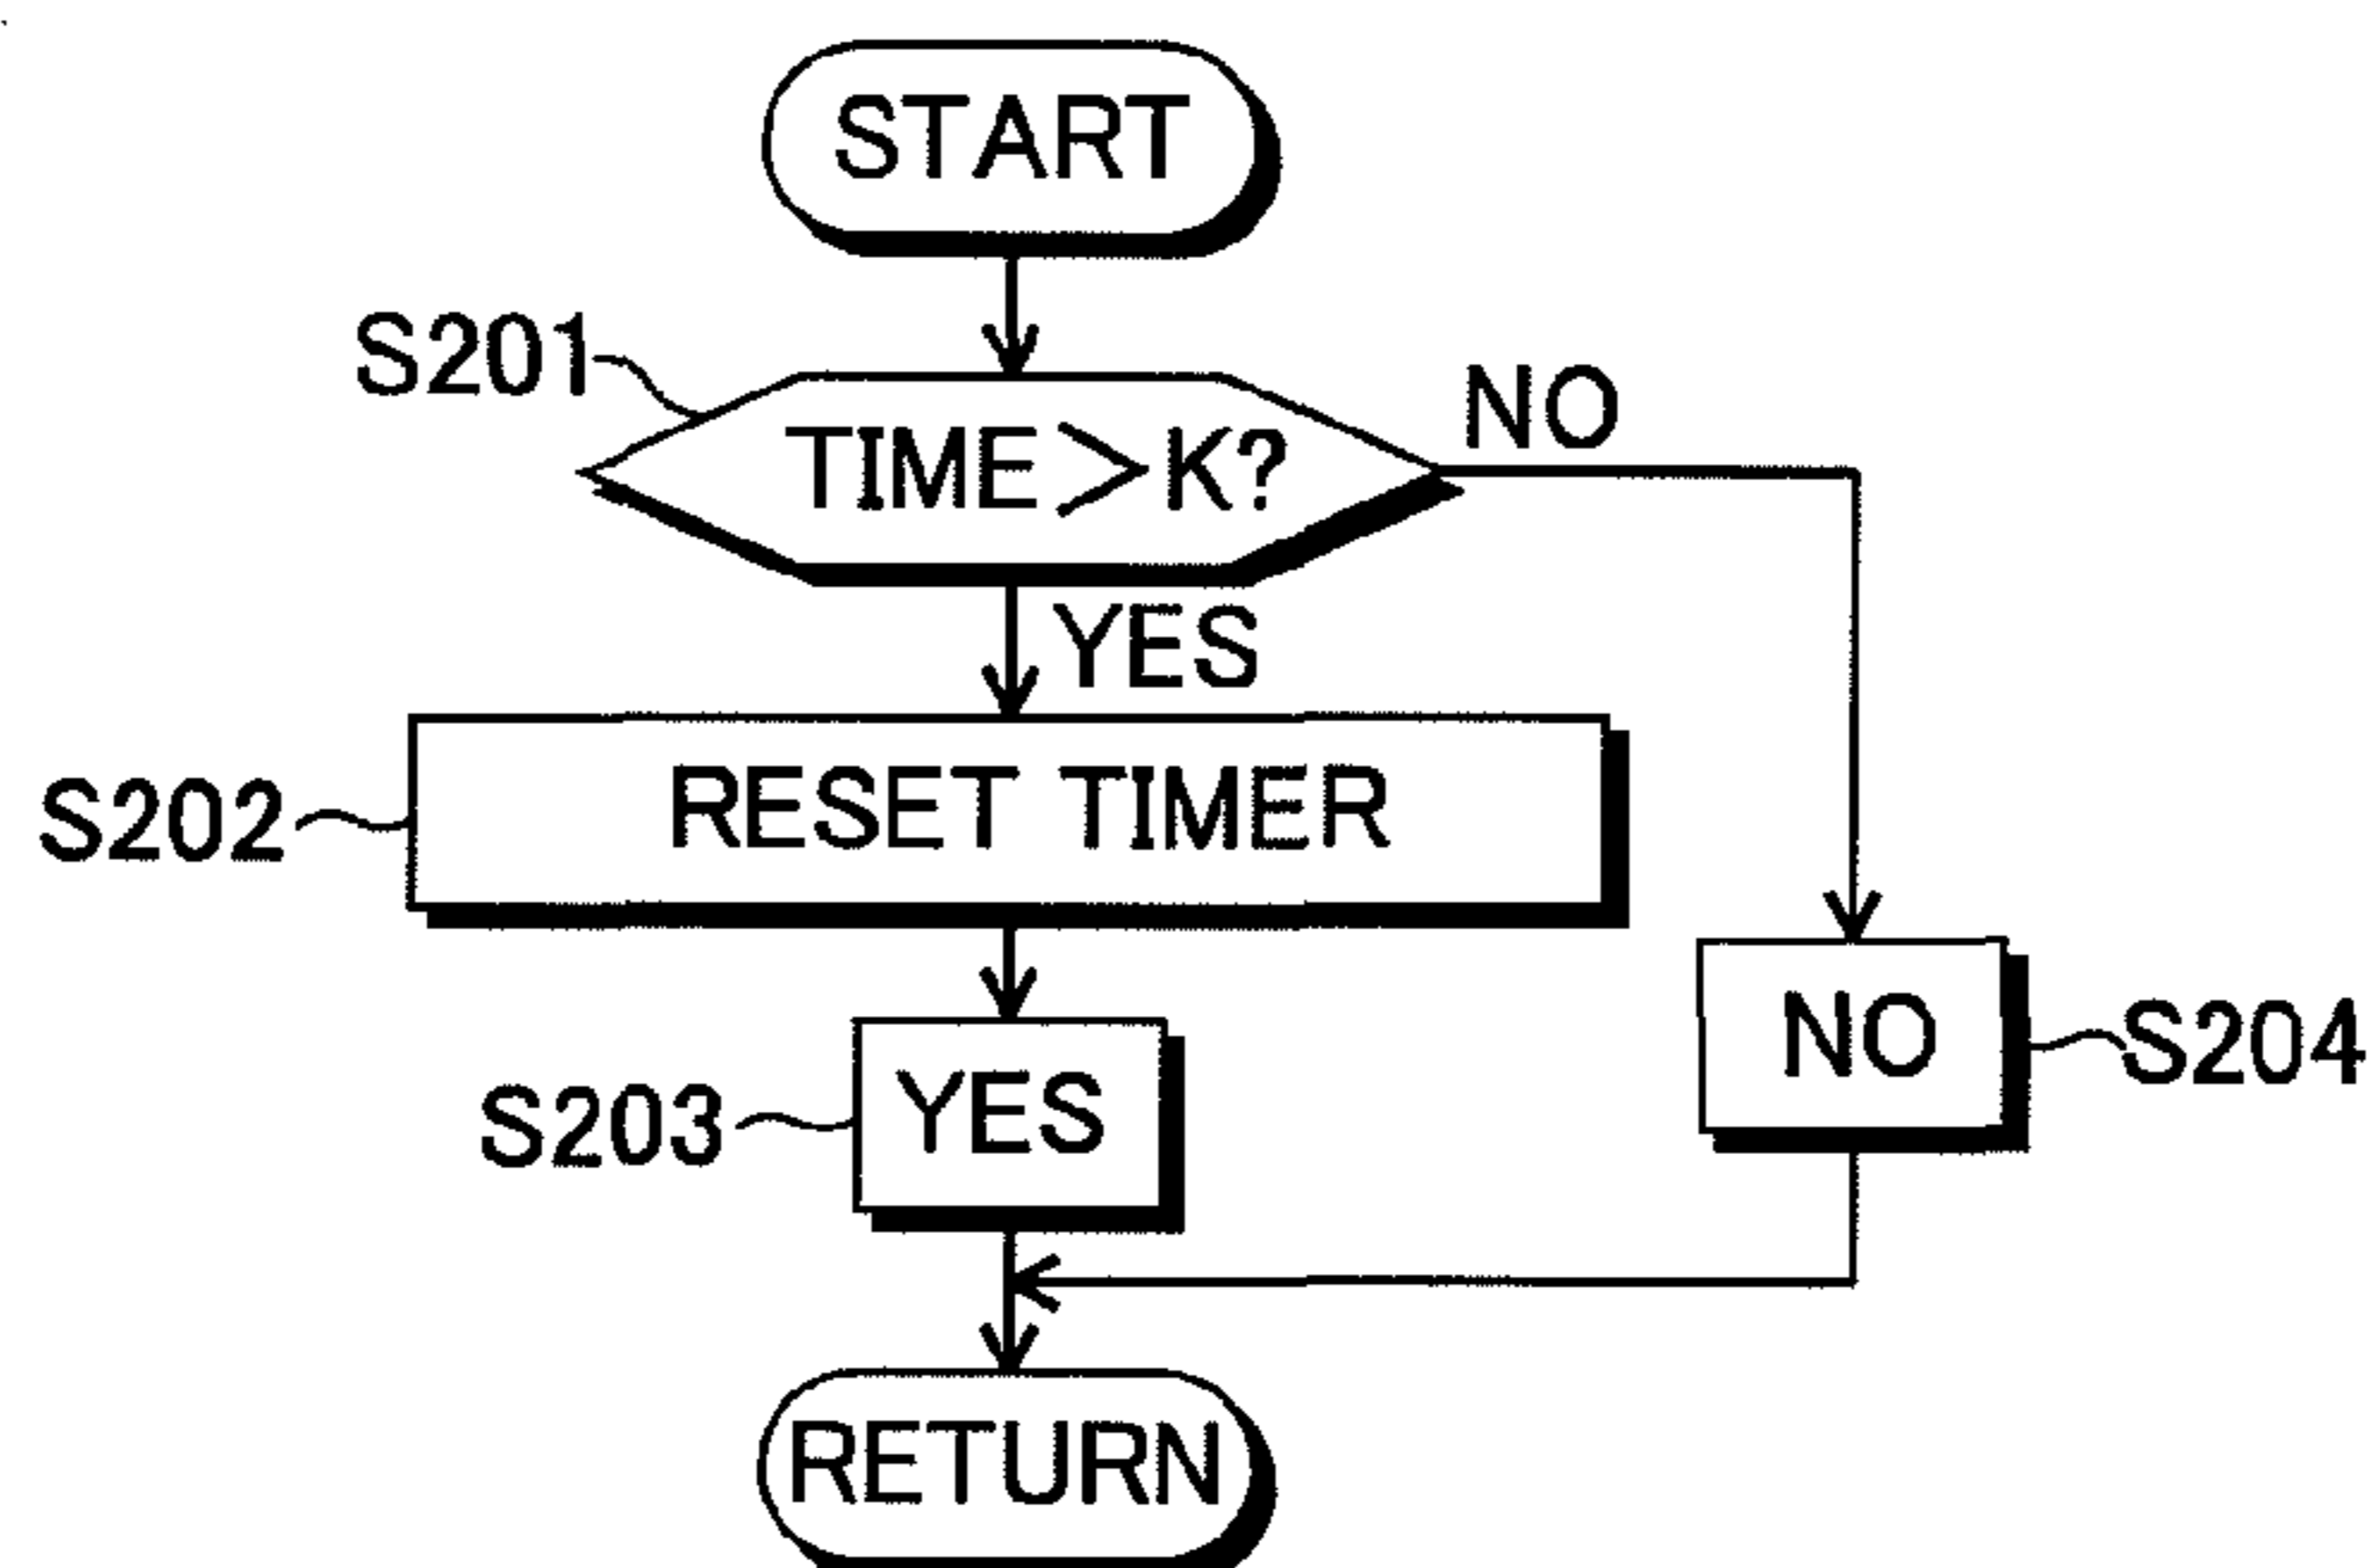 START
S201
TIME>K?
NO
YES
RESET TIMER
S202
NO
S204
YES
S203
RETURN